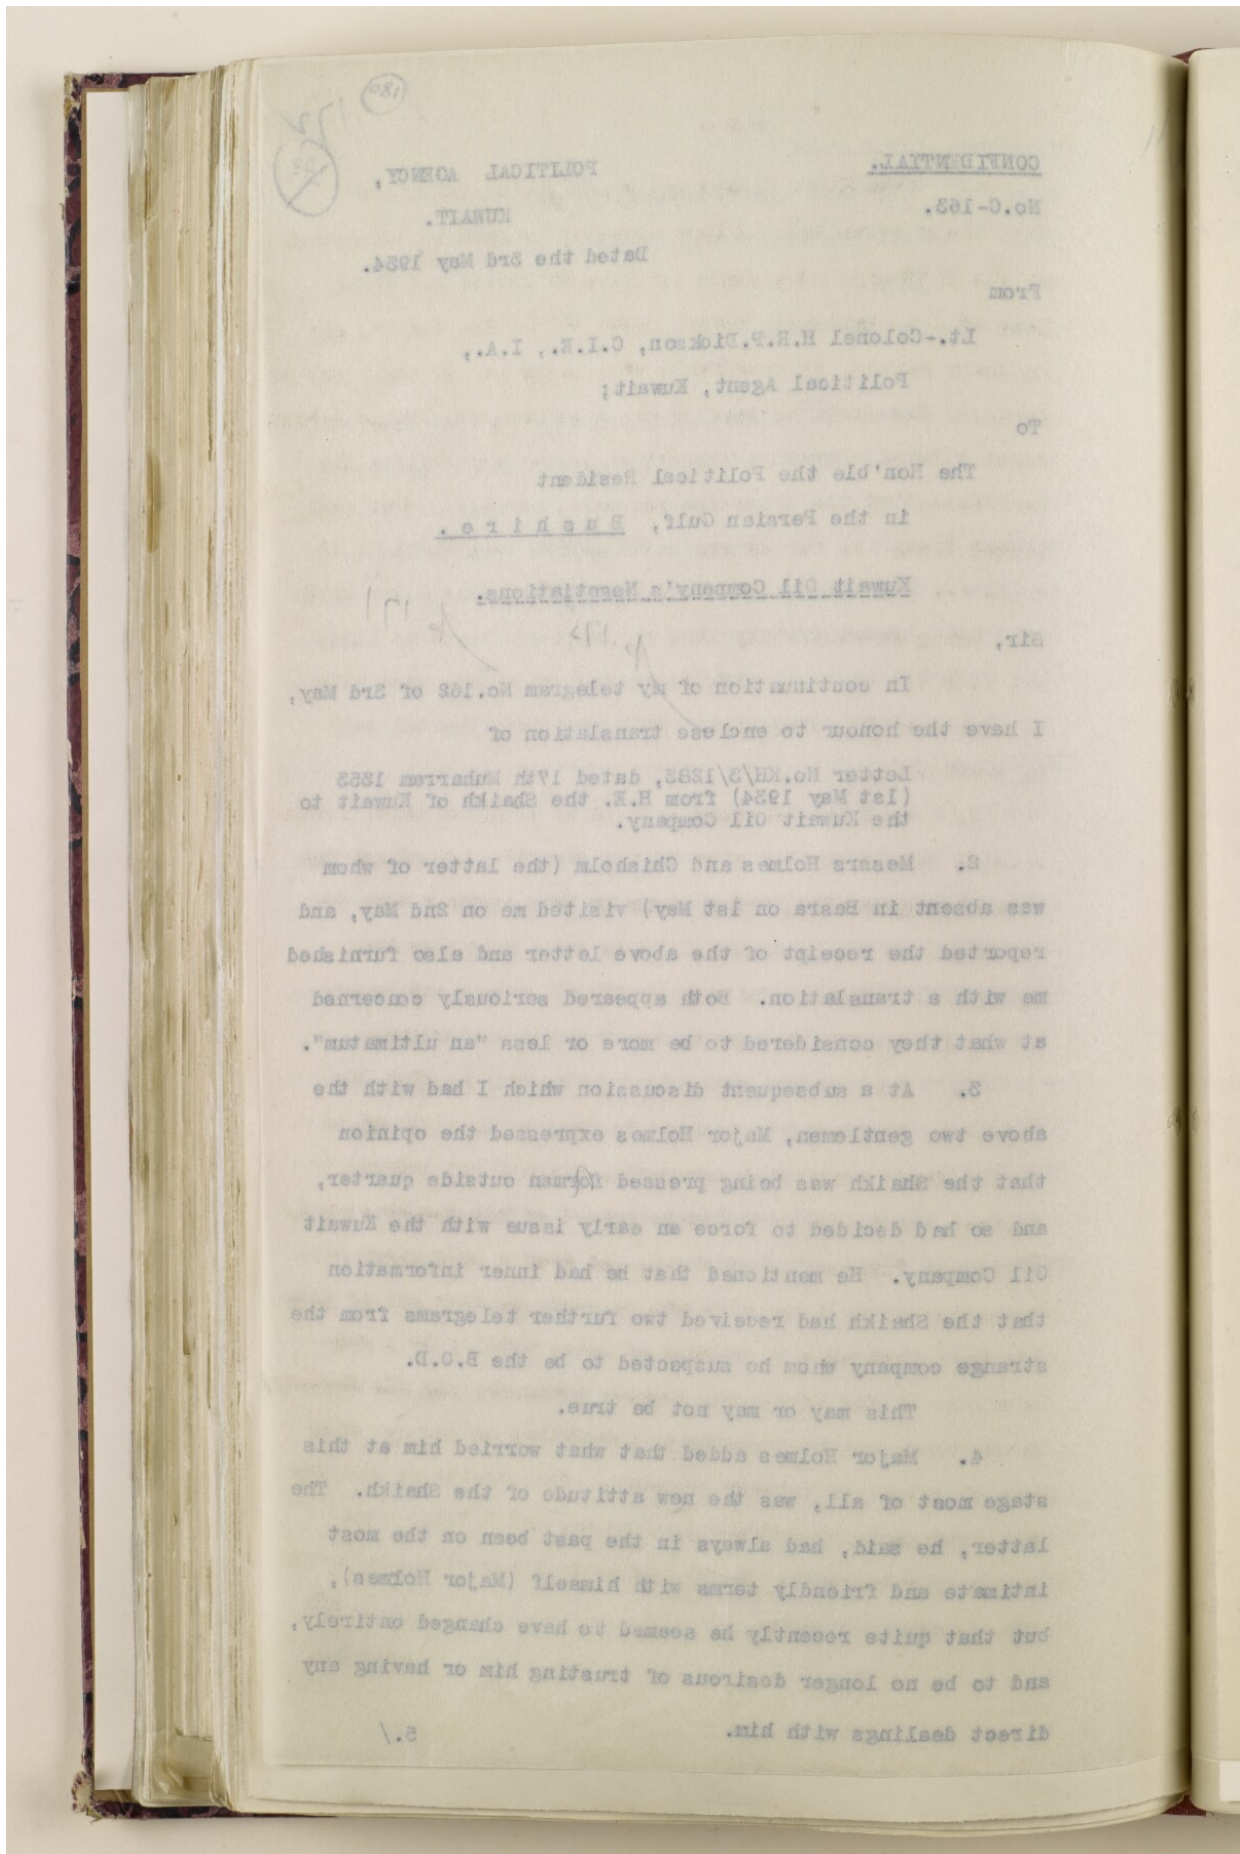 180
CONFIDENTIAL.
No.C-163.
POLITICAL AGENCY,
KUWAIT.
Dated the 3rd May 1934.
From
Lt.-Colonel H.R.P.Dickson, C.I.E., I.A.,
Political Agent, Kuwait;
To
The Hon'ble the Political Resident
in the Persian Gulf, Bushire.
Kuwait Oil Company's Negotiations.
Sir,
In continuation of my telegram No.162 of 3rd May,
I have the honour to enclose translation of
Letter No.KH/3/1283, dated 17th Muharram 1353
(1st May 1934) from H.E. the Shaikh of Kuwait to
the Kuwait Oil Company.
2. Messrs Holmes and Chisholm (the latter of whom
was absent in Basra on 1st May) visited me on 2nd May, and
reported the receipt of the above letter and also furnished
me with a translation. Both appeared seriously concerned
at what they considered to be more or less "an ultimatum".
3. At a subsequent discussion which I had with the
above two gentlemen, Major Holmes expressed the opinion
that the Shaikh was being pressed from an outside quarter,
and so had decided to force an early issue with the Kuwait
Oil Company. He mentioned that he had inner information
that the Shaikh had received two further telegrams from the
strange company whom he suspected to be the B.O.D.
This may or may not be true.
4. Major Holmes added that what worried him at this
stage most of all, was the new attitude of the Shaikh. The
latter, he said, had always in the past been on the most
intimate and friendly terms with himself (Major Holmes),
but that quite recently he seemed to have changed entirely,
and to be no longer desirous of trusting him or having any
direct dealings with him.
5./